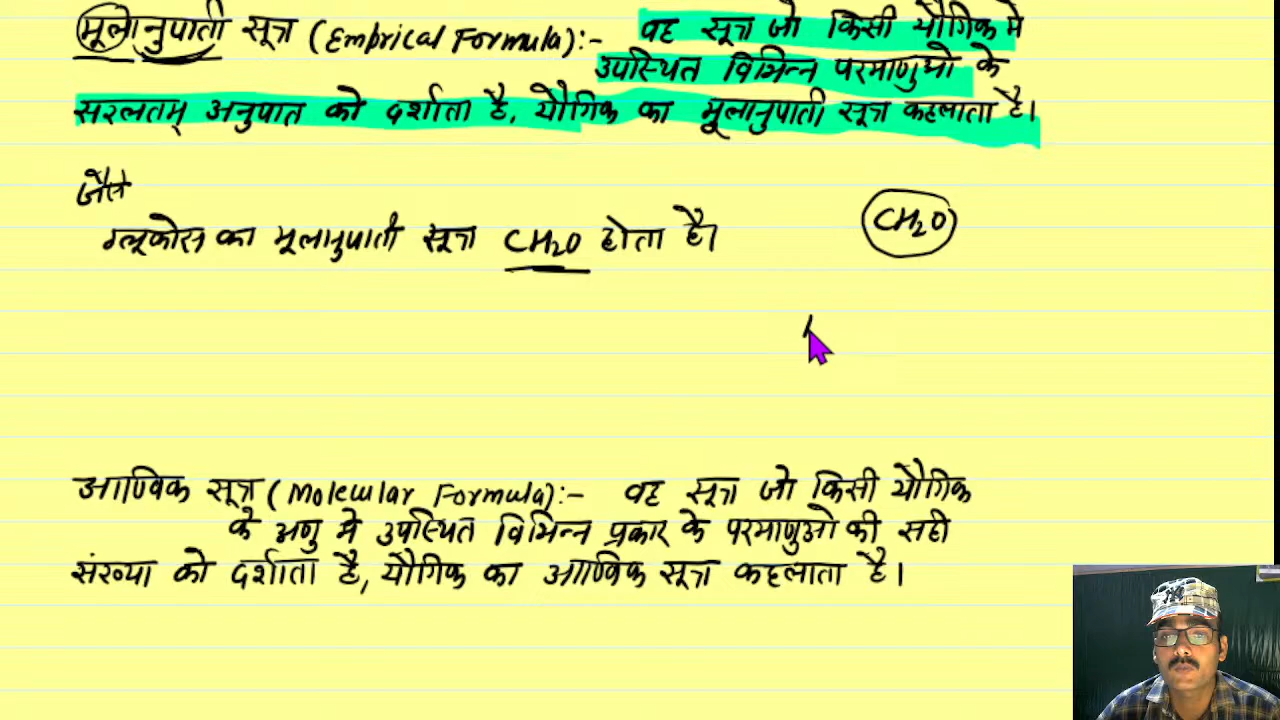 मूलानुपाती सूत्र (Embrical Formula):- वह सूत्र जो किसी यौगिक मे
उपस्थित विभिन्न परमाणुओ के
सरलतम् अनुपात को दर्शाता है, यौगिक का मूलानुपाती सूत्र कहलाता है।
जैसे
ग्लूकोस का मूलानुपाती सूत्र CH₂O होता है।
CH₂O
आण्विक सूत्र (Molecular Formula):- वह सूत्र जो किसी यौगिक
के अणु मे उपस्थित विभिन्न प्रकार के परमाणुओ की सही
संख्या को दर्शाता है, यौगिक का आण्विक सूत्र कहलाता है।